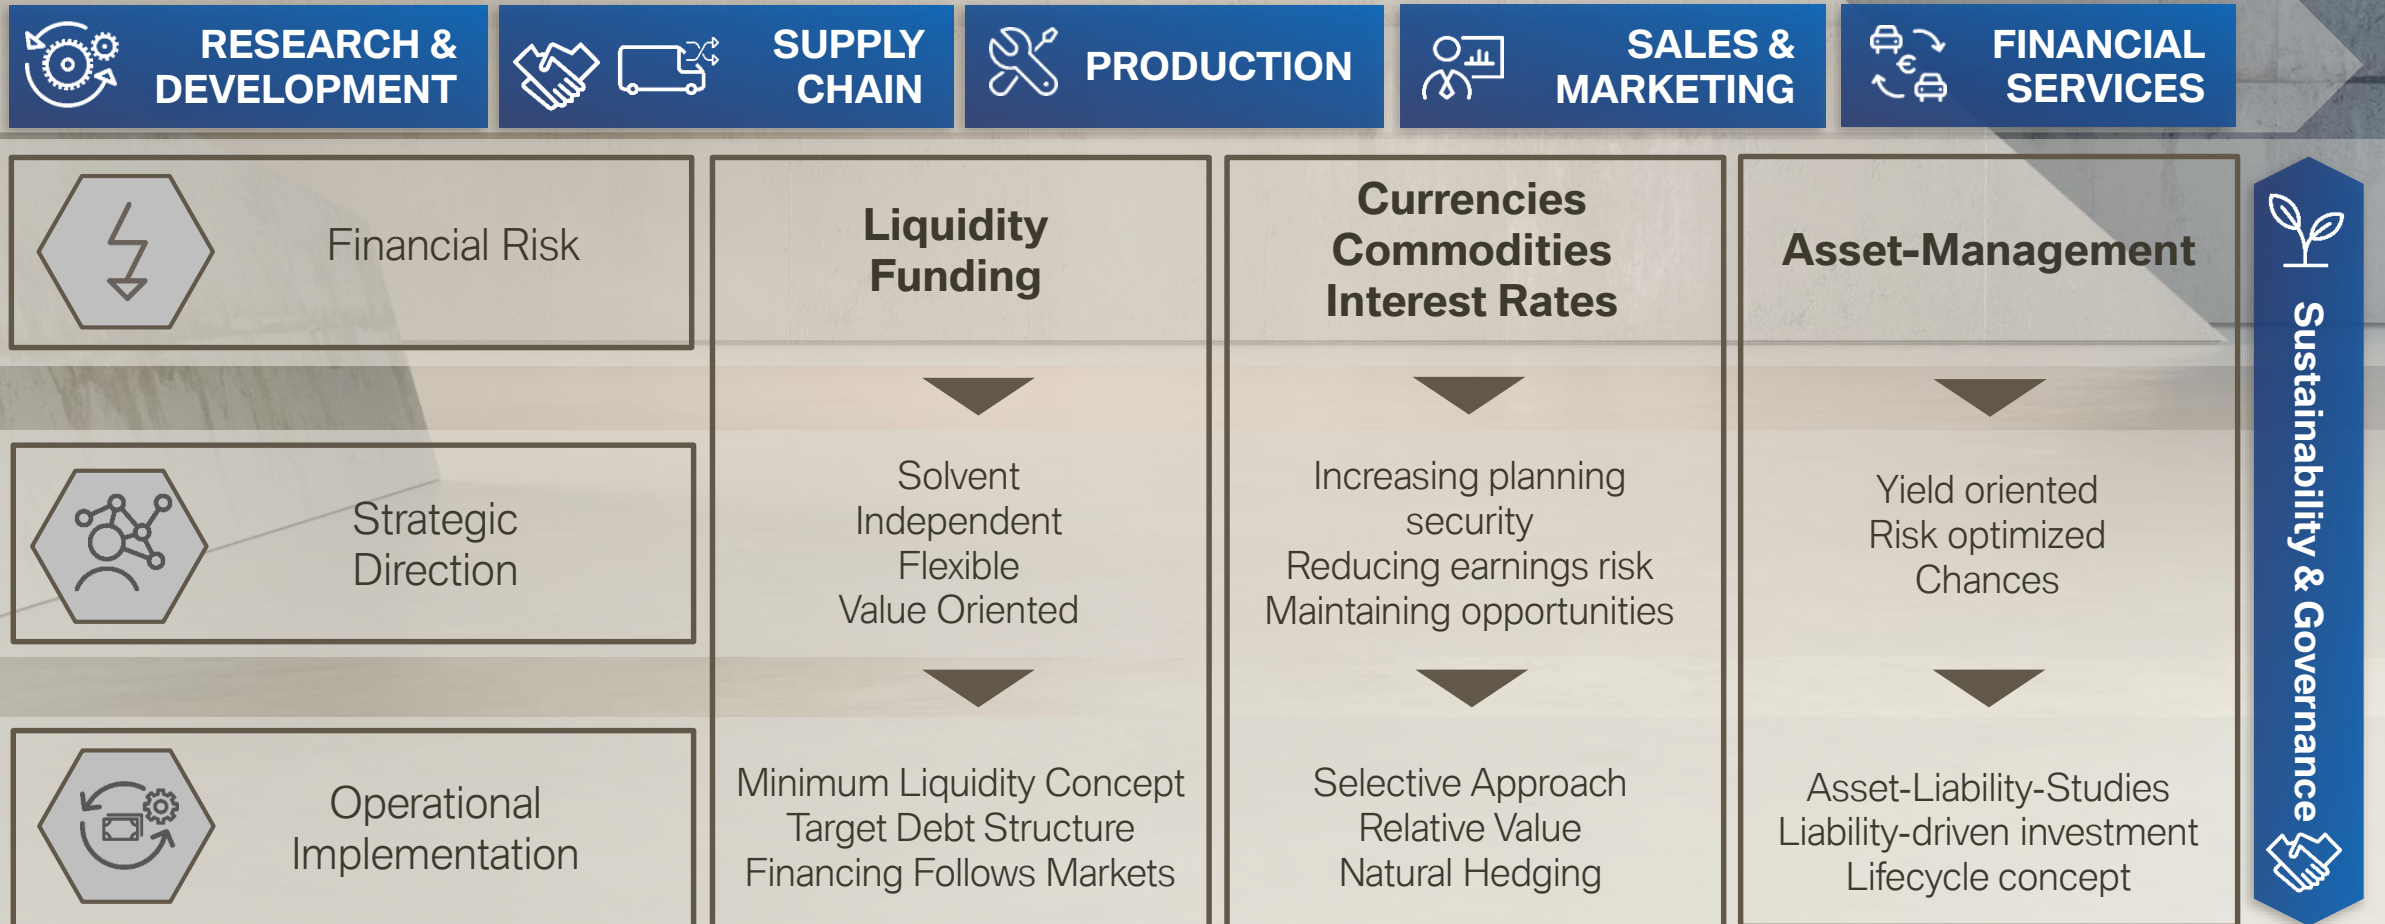 RESEARCH &
DEVELOPMENT
SUPPLY
CHAIN
PRODUCTION
SALES &
MARKETING
€
FINANCIAL
SERVICES
Financial Risk
Liquidity
Funding
Currencies
Commodities
Interest Rates
Asset-Management
Strategic
Direction
Solvent
Independent
Flexible
Value Oriented
Increasing planning
security
Reducing earnings risk
Maintaining opportunities
Yield oriented
Risk optimized
Chances
Operational
Implementation
Minimum Liquidity Concept
Target Debt Structure
Financing Follows Markets
Selective Approach
Relative Value
Natural Hedging
Asset-Liability-Studies
Liability-driven investment
Lifecycle concept
Sustainability & Governance